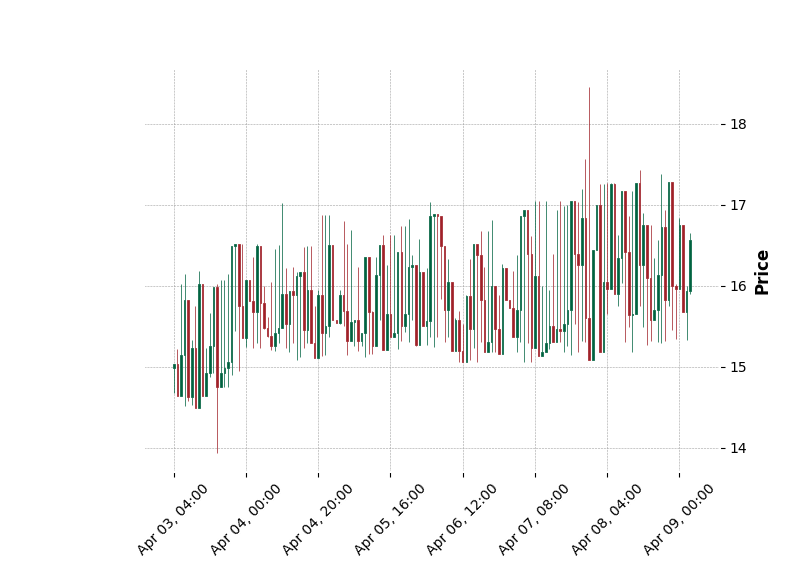 18
17
16
15
14
Price
Apr 03, 04:00
Apr 04, 00:00
Apr 04, 20:00
Apr 05, 16:00
Apr 06, 12:00
Apr 07, 08:00
Apr 08, 04:00
Apr 09, 00:00